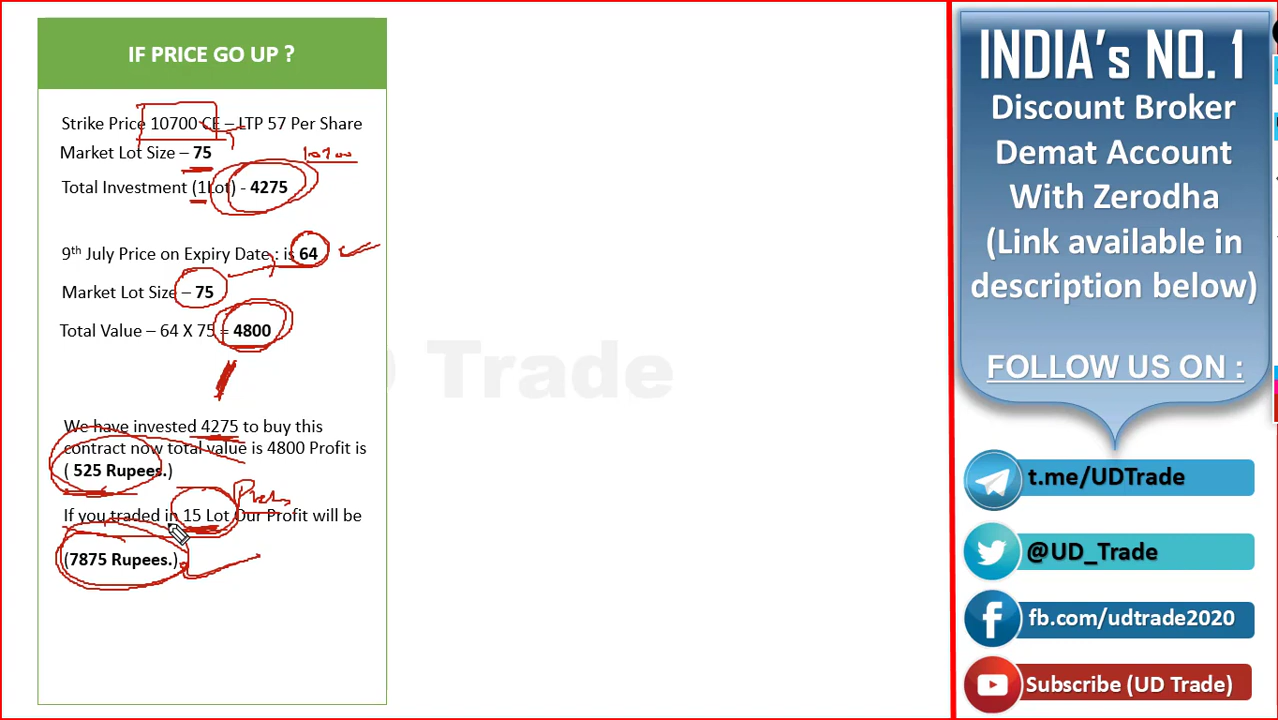 IF PRICE GO UP ?
Strike Price 10700 CE – LTP 57 Per Share
Market Lot Size – 75
10700
Total Investment (1Lot) - 4275
9th July Price on Expiry Date : is 64
Market Lot Size – 75
Total Value – 64 X 75 = 4800
We have invested 4275 to buy this
contract now total value is 4800 Profit is
( 525 Rupees.)
If you traded in 15 Lot Our Profit will be
(7875 Rupees.)
Trade
INDIA's NO. 1
Discount Broker
Demat Account
With Zerodha
(Link available in
description below)
FOLLOW US ON :
t.me/UDTrade
@UD_Trade
fb.com/udtrade2020
Subscribe (UD Trade)